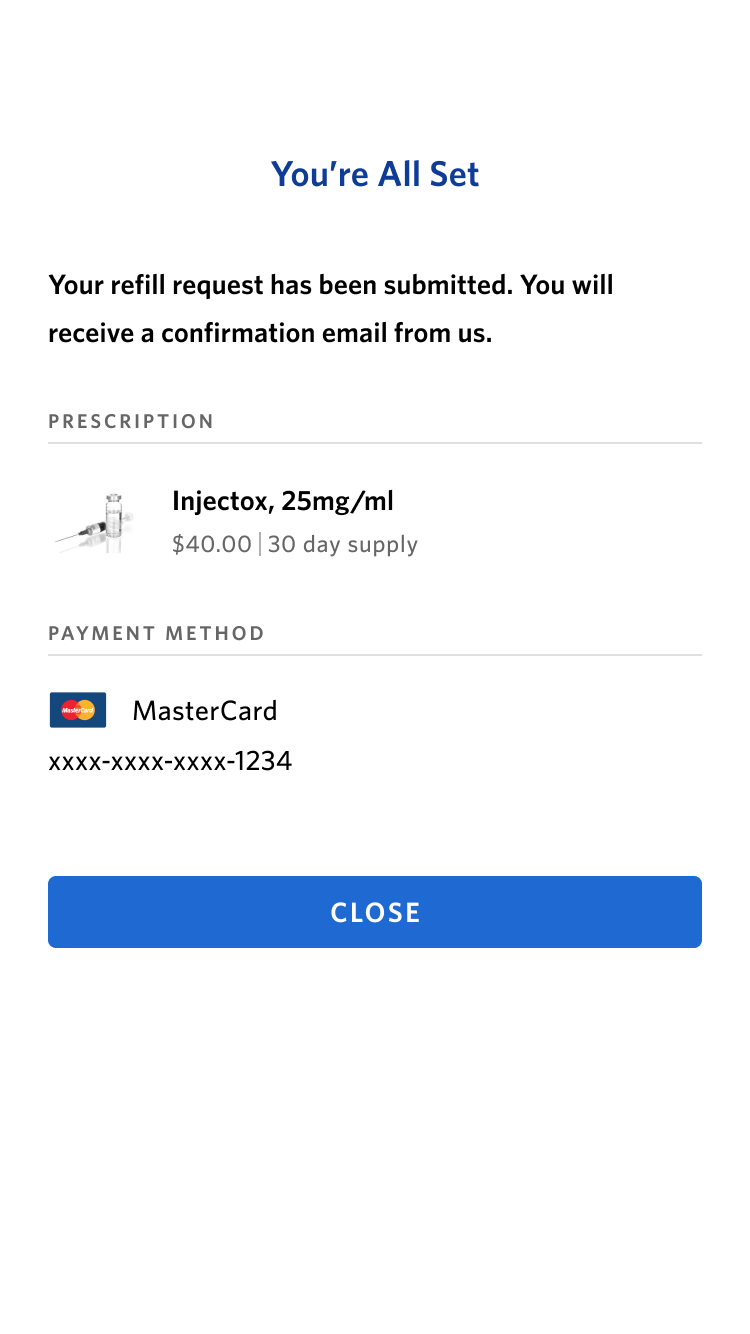 You're All Set
Your refill request has been submitted. You will
receive a confirmation email from us.
PRESCRIPTION
Injectox, 25mg/ml
$40.00 | 30 day supply
PAYMENT METHOD
MasterCard MasterCard
xxxx-xxxx-xxxx-1234
CLOSE